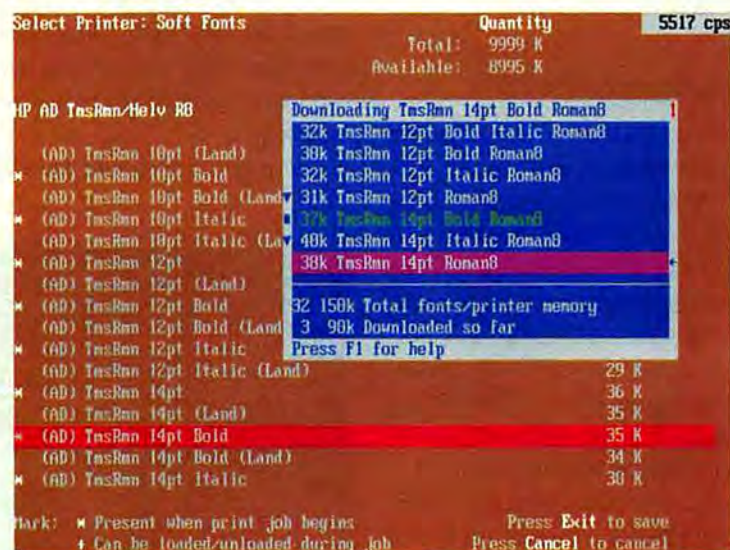 Select Printer: Soft Fonts
Quantity
5517 cps
Total: 9999 K
Available: 8995 K
HP AD TmsRmn/Helv R8
(AD) TmsRmn 10pt (Land)
* (AD) TmsRmn 10pt Bold
(AD) TmsRmn 10pt Bold (Land
* (AD) TmsRmn 10pt Italic
(AD) TmsRmn 10pt Italic (La
* (AD) TmsRmn 12pt
(AD) TmsRmn 12pt (Land)
* (AD) TmsRmn 12pt Bold
(AD) TmsRmn 12pt Bold (Land
* (AD) TmsRmn 12pt Italic
(AD) TmsRmn 12pt Italic (Land) 29 K
* (AD) TmsRmn 14pt 36 K
(AD) TmsRmn 14pt (Land) 35 K
* (AD) TmsRmn 14pt Bold 35 K
(AD) TmsRmn 14pt Bold (Land) 34 K
* (AD) TmsRmn 14pt Italic 30 K
Downloading TmsRmn 14pt Bold Roman8 1
32k TmsRmn 12pt Bold Italic Roman8
30k TmsRmn 12pt Bold Roman8
32k TmsRmn 12pt Italic Roman8
31k TmsRmn 12pt Roman8
37k TmsRmn 14pt Bold Roman8
40k TmsRmn 14pt Italic Roman8
38k TmsRmn 14pt Roman8
32 150k Total fonts/printer memory
3 90k Downloaded so far
Press F1 for help
Mark: * Present when print job begins
+ Can be loaded/unloaded during job
Press Exit to save
Press Cancel to cancel